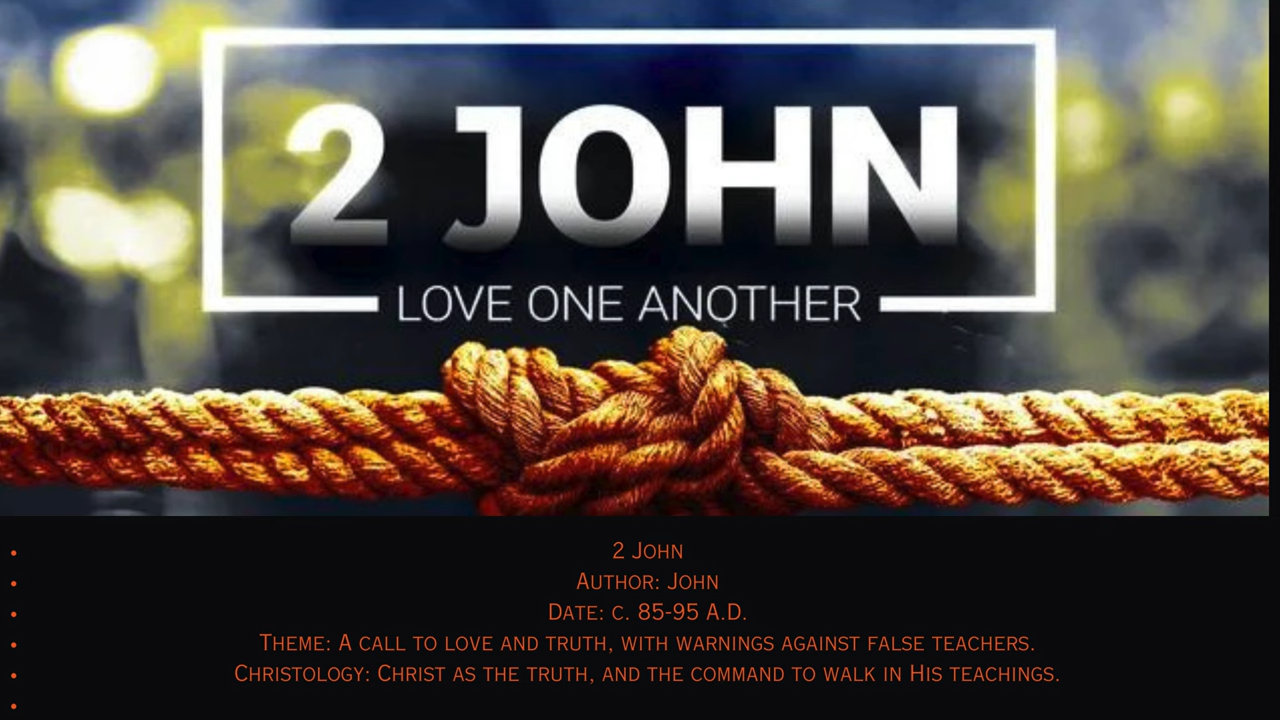 2 JOHN
LOVE ONE ANOTHER
• 2 John
• Author: John
• Date: c. 85-95 A.D.
• Theme: A call to love and truth, with warnings against false teachers.
• Christology: Christ as the truth, and the command to walk in His teachings.
•